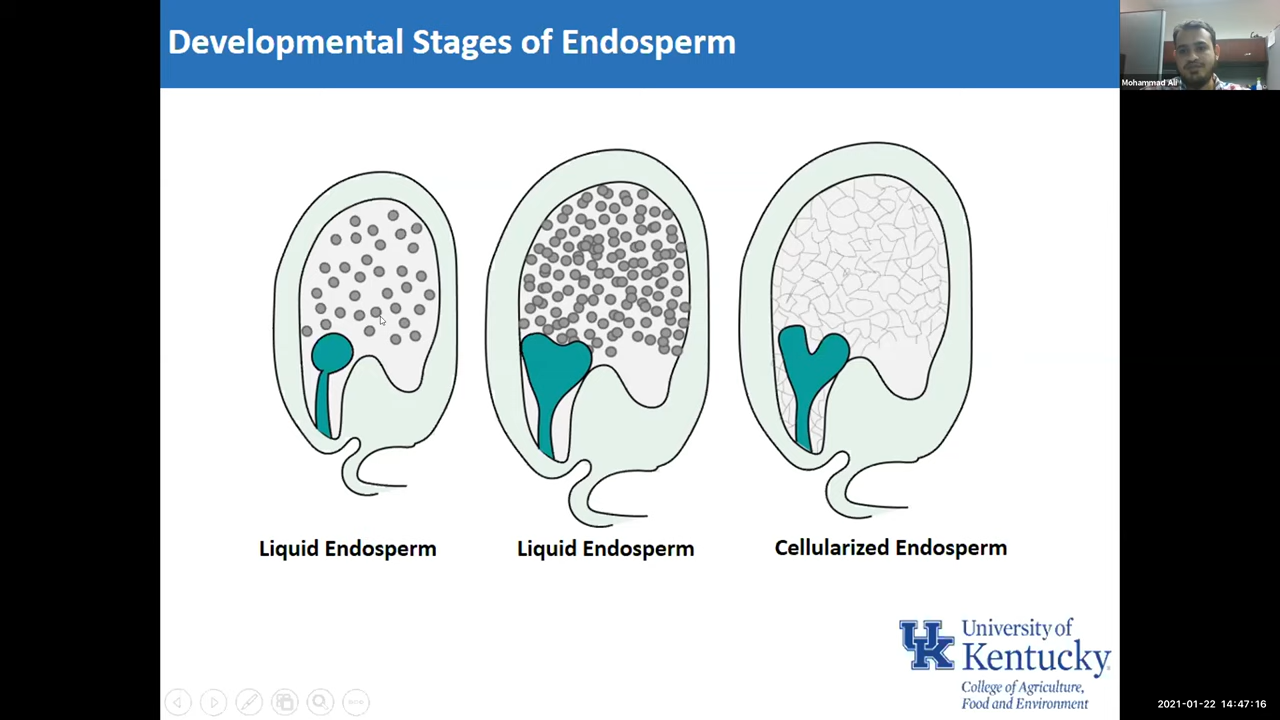 Developmental Stages of Endosperm
Mohammad Ali
Liquid Endosperm
Liquid Endosperm
Cellularized Endosperm
UK
University of
Kentucky
College of Agriculture,
Food and Environment
2021-01-22 14:47:16